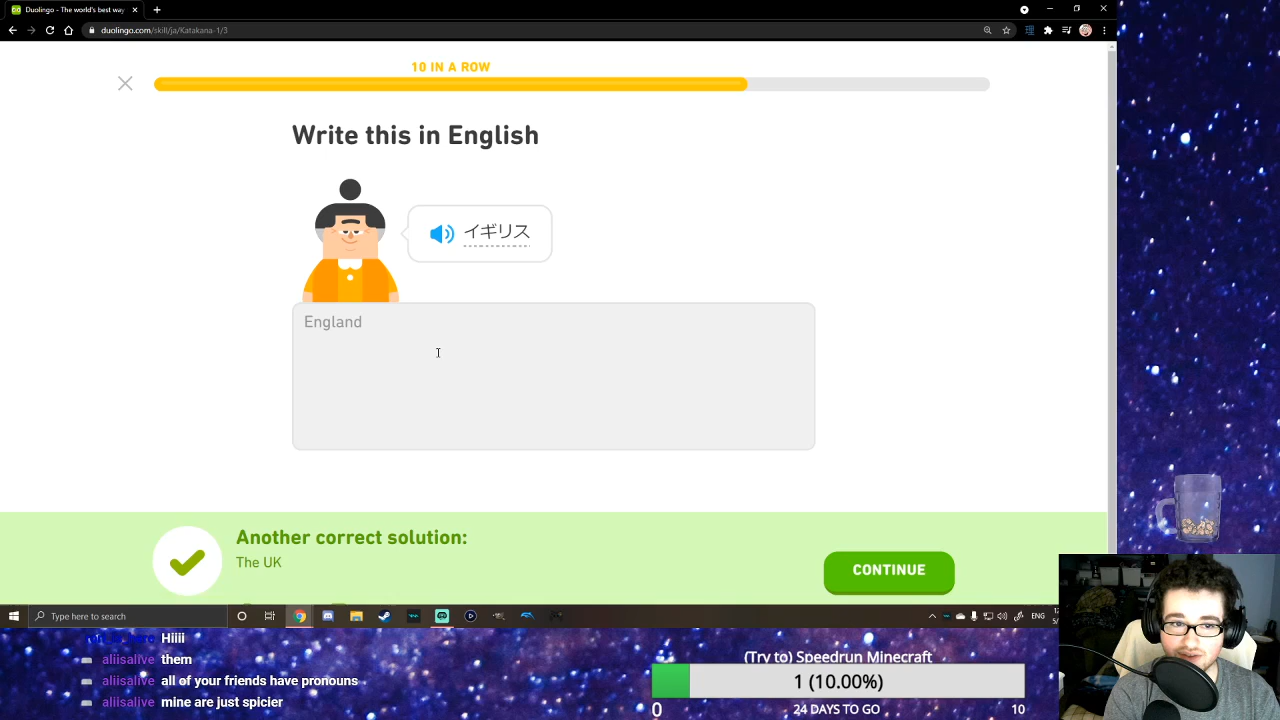 Duolingo - The world's best way
duolingo.com/skill/ja/Katakana-1/3
10 IN A ROW
Write this in English
イギリス
England
Another correct solution:
The UK
CONTINUE
Type here to search
ENG
Hiiii
aliisalive them
aliisalive all of your friends have pronouns
aliisalive mine are just spicier
(Try to) Speedrun Minecraft
1 (10.00%)
0 24 DAYS TO GO 10